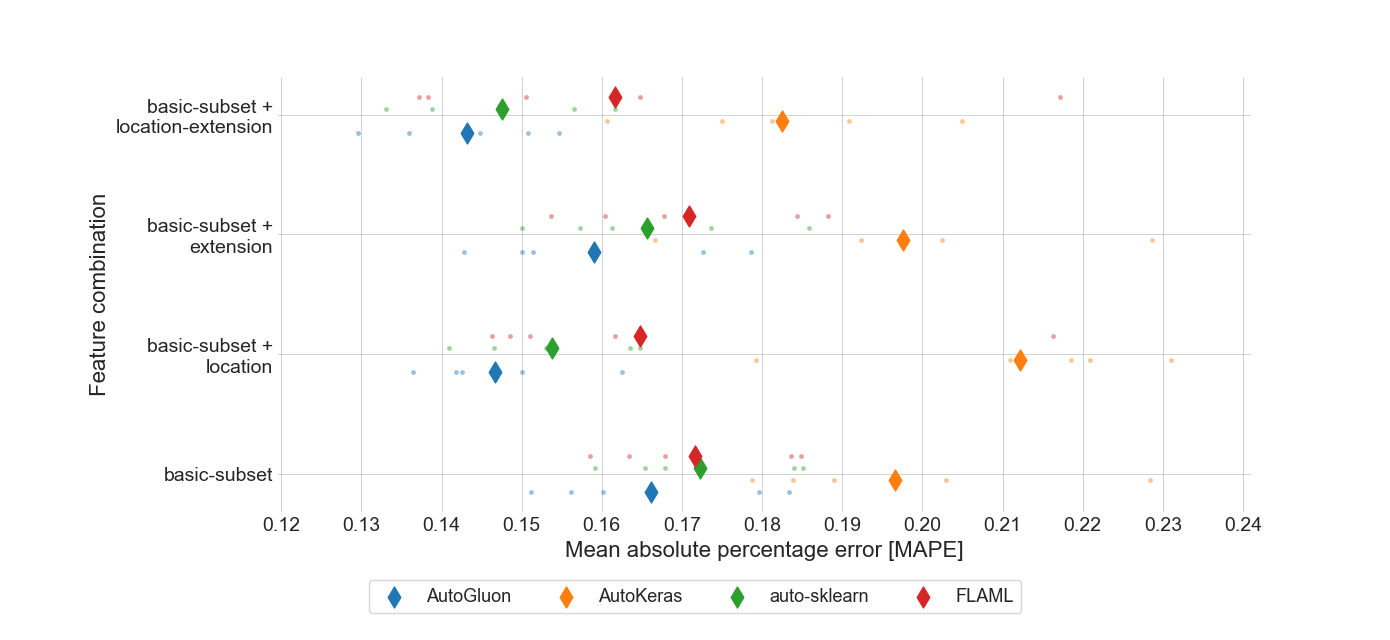 basic-subset +
location-extension
basic-subset +
extension
basic-subset +
location
basic-subset
Feature combination
0.12 0.13 0.14 0.15 0.16 0.17 0.18 0.19 0.20 0.21 0.22 0.23 0.24
Mean absolute percentage error [MAPE]
AutoGluon AutoKeras auto-sklearn FLAML